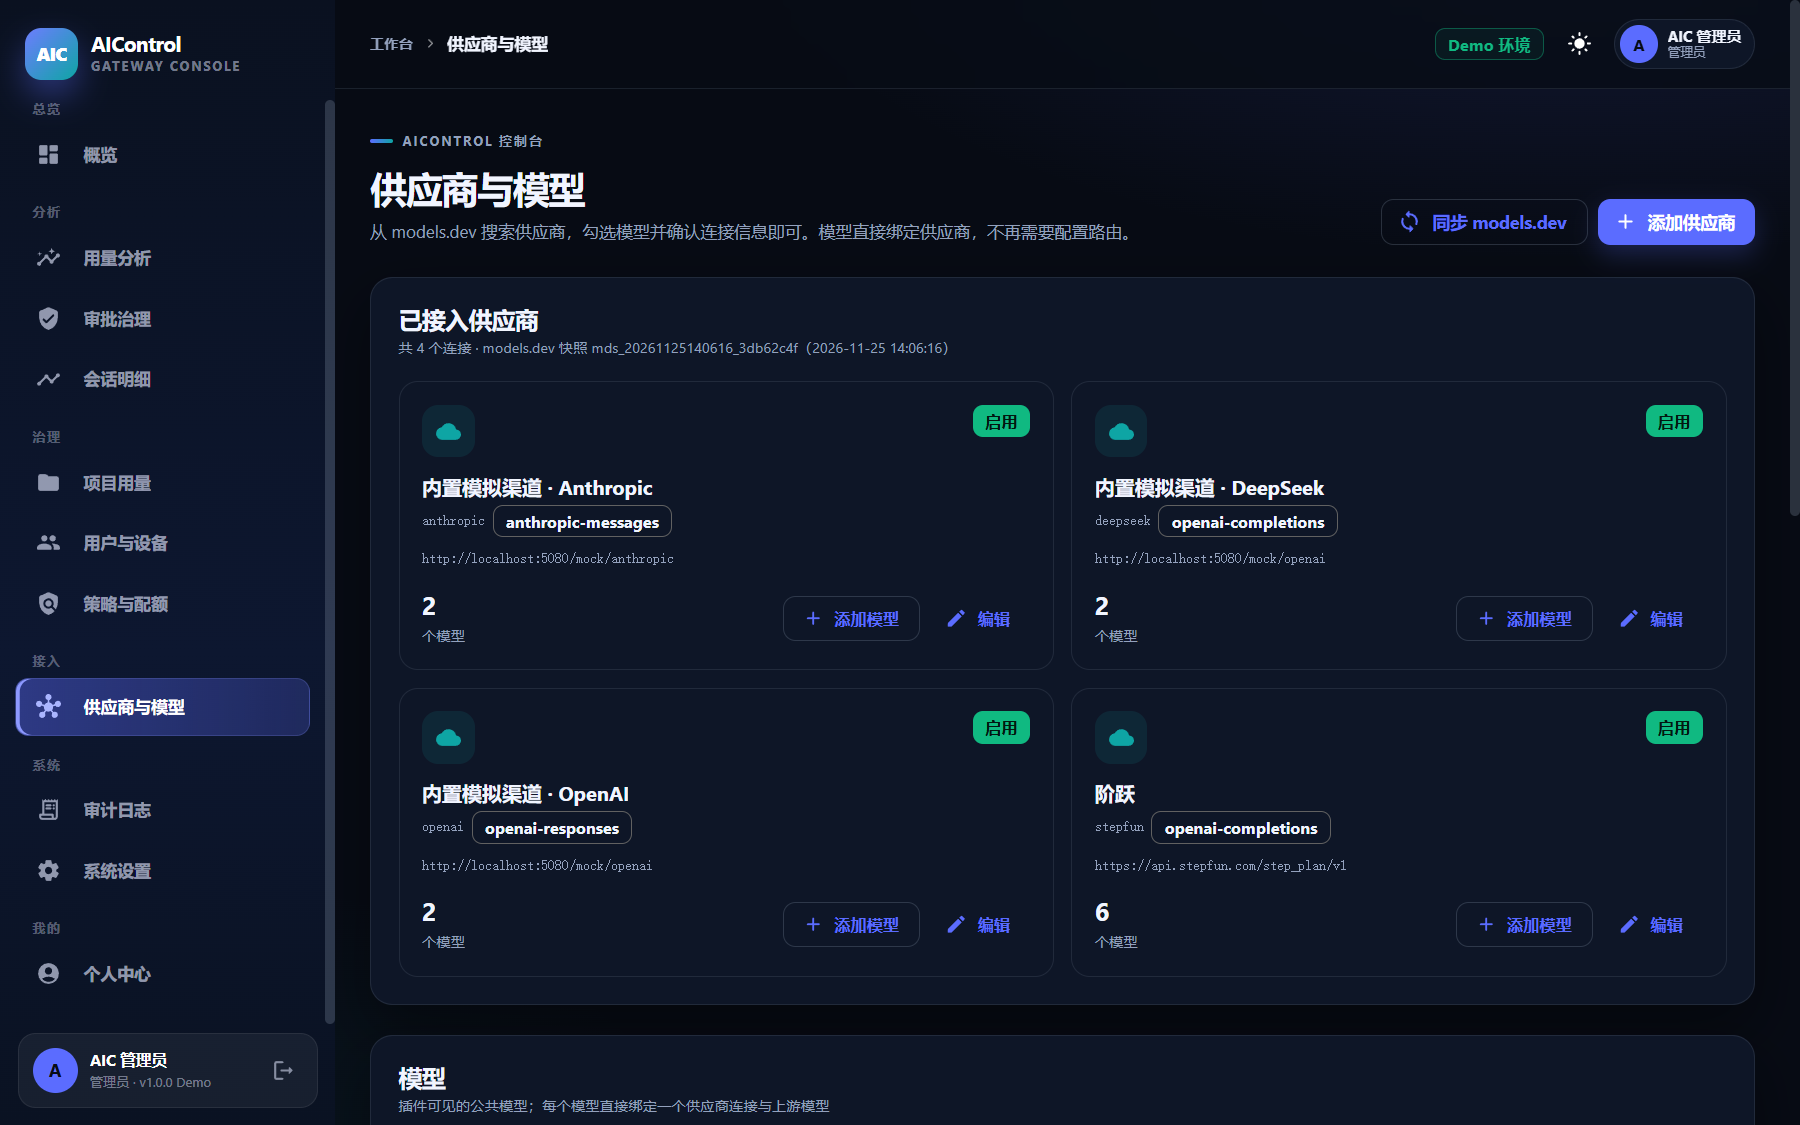 AIC
AIControl
GATEWAY CONSOLE
总览
概览
分析
用量分析
审批治理
会话明细
治理
项目用量
用户与设备
策略与配额
接入
供应商与模型
系统
审计日志
系统设置
我的
个人中心
A
AIC 管理员
管理员 · v1.0.0 Demo
工作台 › 供应商与模型
Demo 环境
A
AIC 管理员
管理员
AICONTROL 控制台
供应商与模型
从 models.dev 搜索供应商，勾选模型并确认连接信息即可。模型直接绑定供应商，不再需要配置路由。
同步 models.dev
添加供应商
已接入供应商
共 4 个连接 · models.dev 快照 mds_20261125140616_3db62c4f（2026-11-25 14:06:16）
启用
内置模拟渠道 · Anthropic
anthropic anthropic-messages
http://localhost:5080/mock/anthropic
2
个模型
添加模型
编辑
启用
内置模拟渠道 · DeepSeek
deepseek openai-completions
http://localhost:5080/mock/openai
2
个模型
添加模型
编辑
启用
内置模拟渠道 · OpenAI
openai openai-responses
http://localhost:5080/mock/openai
2
个模型
添加模型
编辑
启用
阶跃
stepfun openai-completions
https://api.stepfun.com/step_plan/v1
6
个模型
添加模型
编辑
模型
插件可见的公共模型；每个模型直接绑定一个供应商连接与上游模型